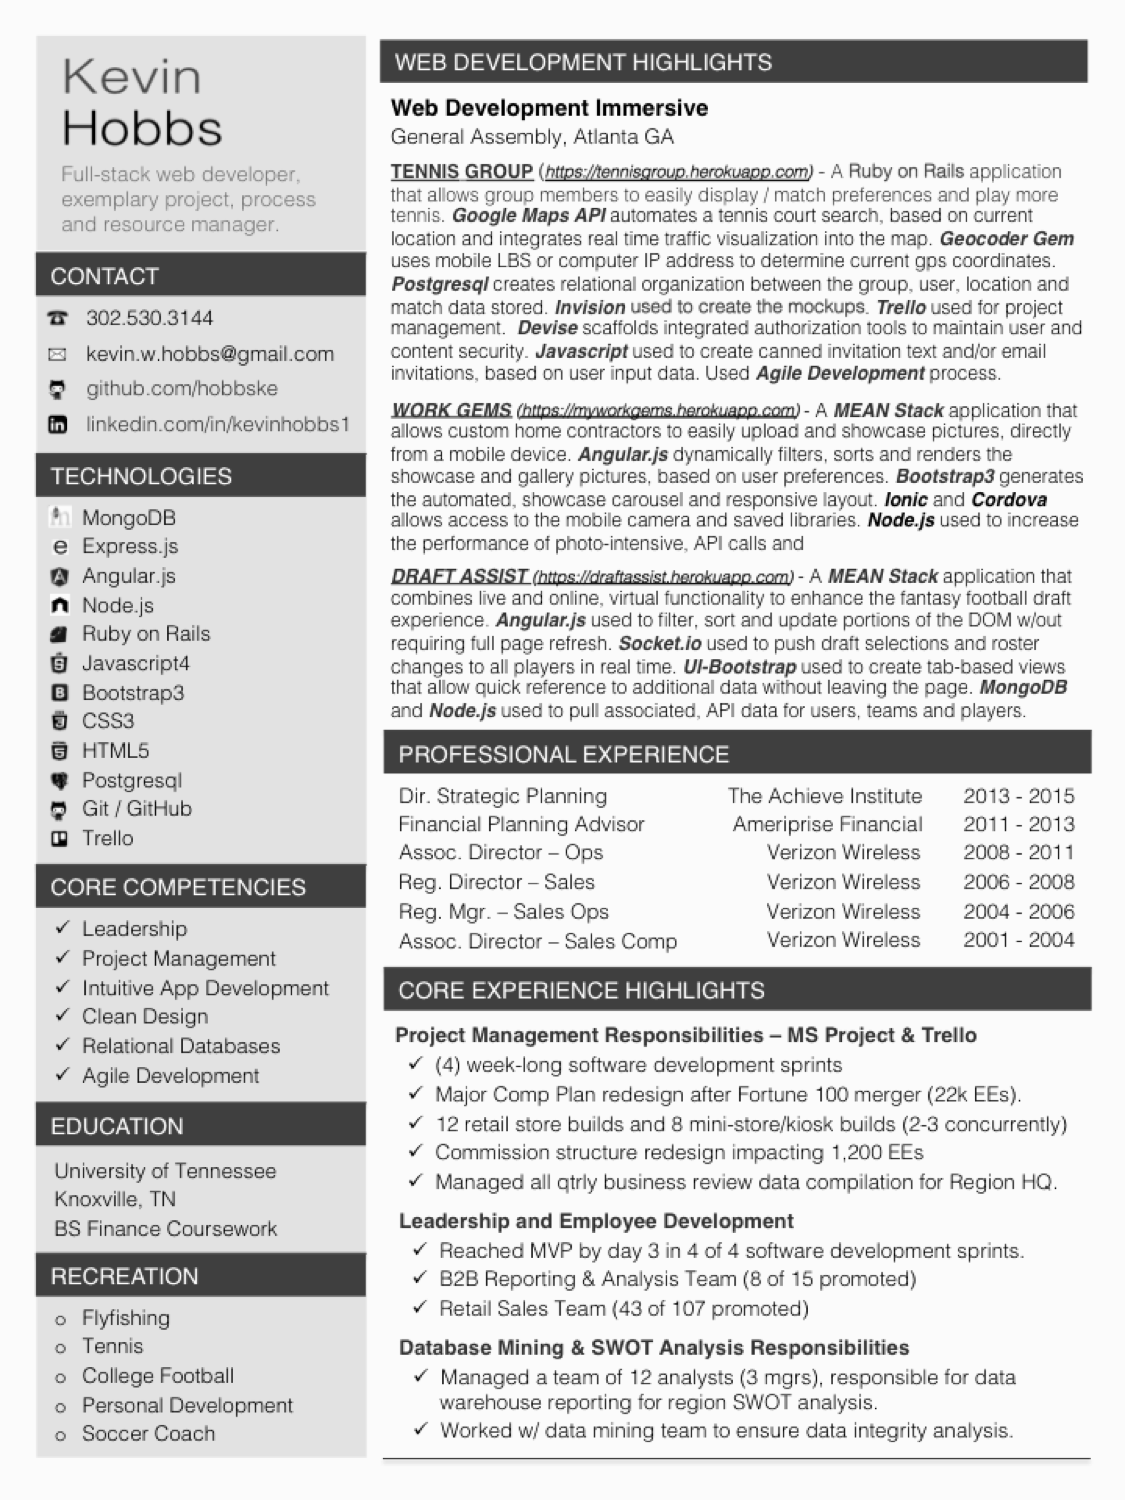 Kevin
Hobbs
Full-stack web developer,
exemplary project, process
and resource manager.
CONTACT
302.530.3144
kevin.w.hobbs@gmail.com
github.com/hobbske
linkedin.com/in/kevinhobbs1
TECHNOLOGIES
MongoDB
Express.js
Angular.js
Node.js
Ruby on Rails
Javascript4
Bootstrap3
CSS3
HTML5
Postgresql
Git / GitHub
Trello
CORE COMPETENCIES
✓ Leadership
✓ Project Management
✓ Intuitive App Development
✓ Clean Design
✓ Relational Databases
✓ Agile Development
EDUCATION
University of Tennessee
Knoxville, TN
BS Finance Coursework
RECREATION
o Flyfishing
o Tennis
o College Football
o Personal Development
o Soccer Coach
WEB DEVELOPMENT HIGHLIGHTS
Web Development Immersive
General Assembly, Atlanta GA
TENNIS GROUP (https://tennisgroup.herokuapp.com) - A Ruby on Rails application
that allows group members to easily display / match preferences and play more
tennis. Google Maps API automates a tennis court search, based on current
location and integrates real time traffic visualization into the map. Geocoder Gem
uses mobile LBS or computer IP address to determine current gps coordinates.
Postgresql creates relational organization between the group, user, location and
match data stored. Invision used to create the mockups. Trello used for project
management. Devise scaffolds integrated authorization tools to maintain user and
content security. Javascript used to create canned invitation text and/or email
invitations, based on user input data. Used Agile Development process.
WORK GEMS (https://myworkgems.herokuapp.com) - A MEAN Stack application that
allows custom home contractors to easily upload and showcase pictures, directly
from a mobile device. Angular.js dynamically filters, sorts and renders the
showcase and gallery pictures, based on user preferences. Bootstrap3 generates
the automated, showcase carousel and responsive layout. Ionic and Cordova
allows access to the mobile camera and saved libraries. Node.js used to increase
the performance of photo-intensive, API calls and
DRAFT ASSIST (https://draftassist.herokuapp.com) - A MEAN Stack application that
combines live and online, virtual functionality to enhance the fantasy football draft
experience. Angular.js used to filter, sort and update portions of the DOM w/out
requiring full page refresh. Socket.io used to push draft selections and roster
changes to all players in real time. UI-Bootstrap used to create tab-based views
that allow quick reference to additional data without leaving the page. MongoDB
and Node.js used to pull associated, API data for users, teams and players.
PROFESSIONAL EXPERIENCE
Dir. Strategic Planning The Achieve Institute 2013 - 2015
Financial Planning Advisor Ameriprise Financial 2011 - 2013
Assoc. Director – Ops Verizon Wireless 2008 - 2011
Reg. Director – Sales Verizon Wireless 2006 - 2008
Reg. Mgr. – Sales Ops Verizon Wireless 2004 - 2006
Assoc. Director – Sales Comp Verizon Wireless 2001 - 2004
CORE EXPERIENCE HIGHLIGHTS
Project Management Responsibilities – MS Project & Trello
✓ (4) week-long software development sprints
✓ Major Comp Plan redesign after Fortune 100 merger (22k EEs).
✓ 12 retail store builds and 8 mini-store/kiosk builds (2-3 concurrently)
✓ Commission structure redesign impacting 1,200 EEs
✓ Managed all qtrly business review data compilation for Region HQ.
Leadership and Employee Development
✓ Reached MVP by day 3 in 4 of 4 software development sprints.
✓ B2B Reporting & Analysis Team (8 of 15 promoted)
✓ Retail Sales Team (43 of 107 promoted)
Database Mining & SWOT Analysis Responsibilities
✓ Managed a team of 12 analysts (3 mgrs), responsible for data
warehouse reporting for region SWOT analysis.
✓ Worked w/ data mining team to ensure data integrity analysis.